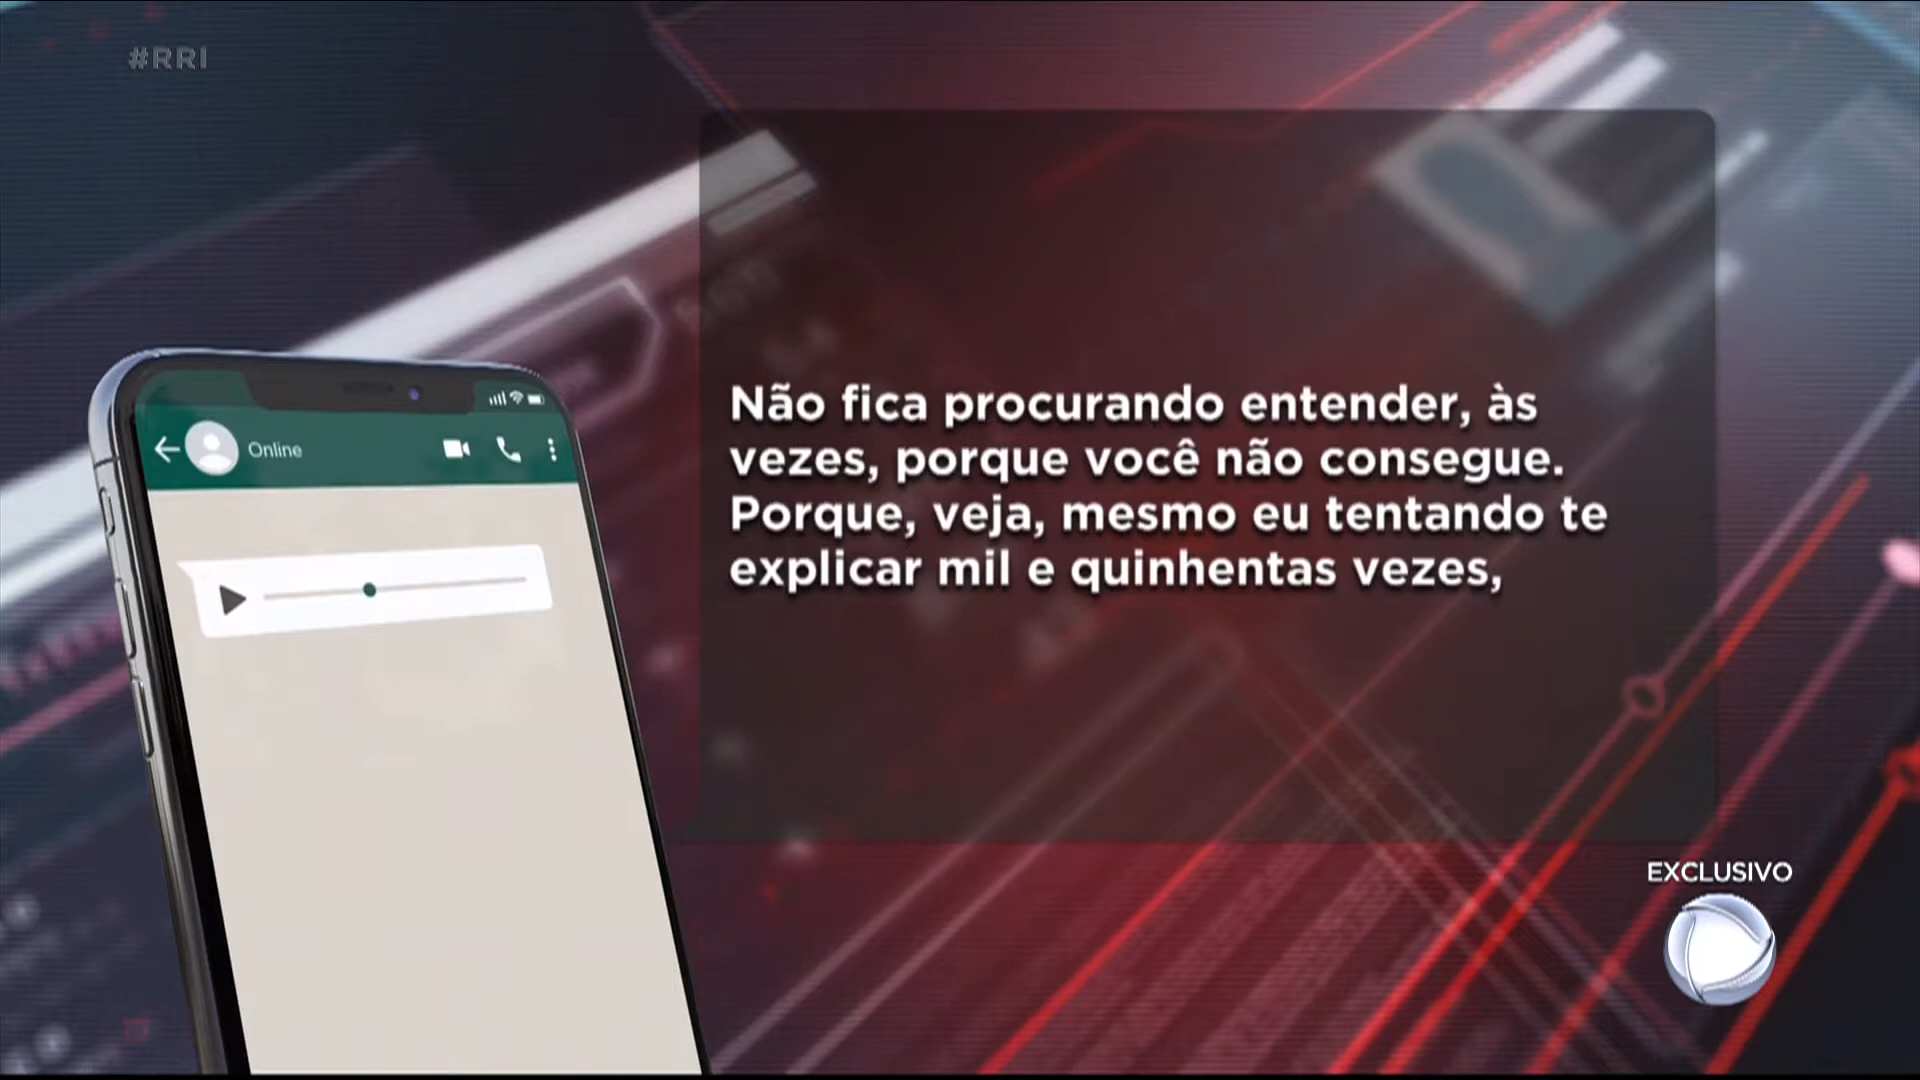 #RRI
Online
Não fica procurando entender, às
vezes, porque você não consegue.
Porque, veja, mesmo eu tentando te
explicar mil e quinhentas vezes,
EXCLUSIVO